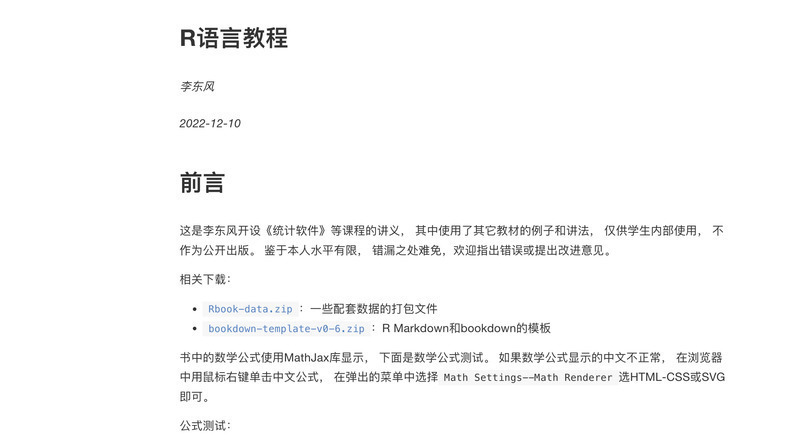 R语言教程
李东风
2022-12-10
前言
这是李东风开设《统计软件》等课程的讲义， 其中使用了其它教材的例子和讲法， 仅供学生内部使用， 不
作为公开出版。 鉴于本人水平有限， 错漏之处难免，欢迎指出错误或提出改进意见。
相关下载：
• Rbook-data.zip ： 一些配套数据的打包文件
• bookdown-template-v0-6.zip ： R Markdown和bookdown的模板
书中的数学公式使用MathJax库显示， 下面是数学公式测试。 如果数学公式显示的中文不正常， 在浏览器
中用鼠标右键单击中文公式， 在弹出的菜单中选择 Math Settings--Math Renderer 选HTML-CSS或SVG
即可。
公式测试：